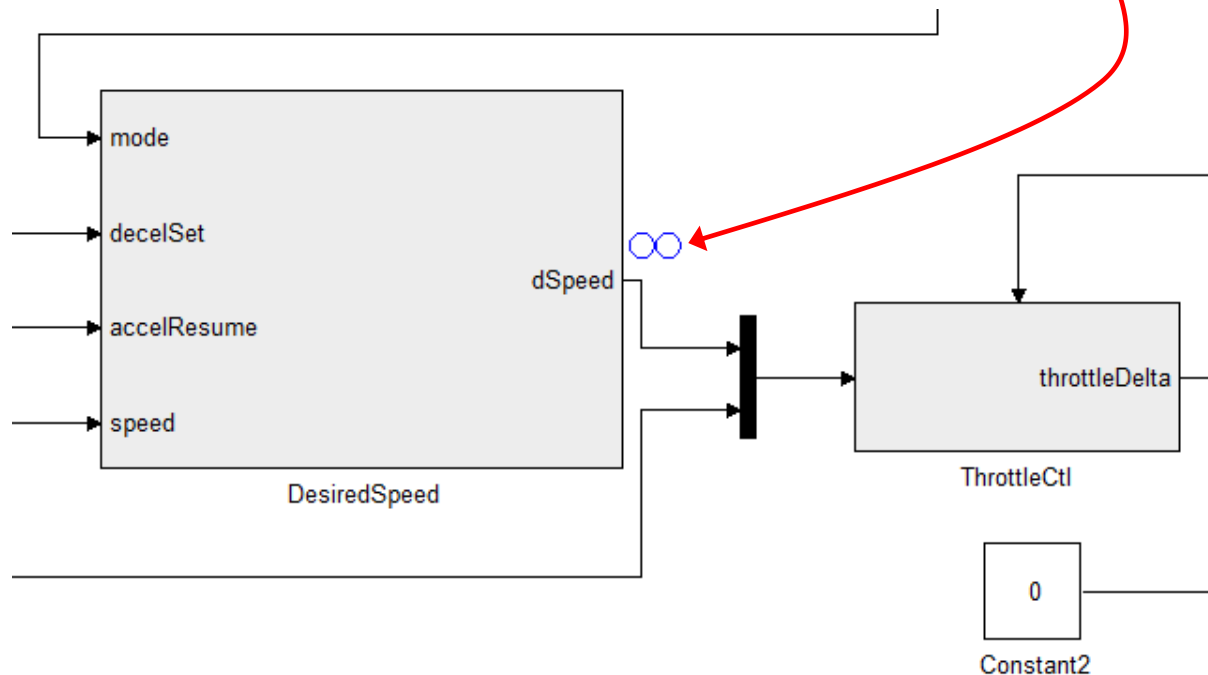 mode
decelSet
dSpeed
accelResume
speed
DesiredSpeed
throttleDelta
ThrottleCtl
0
Constant2